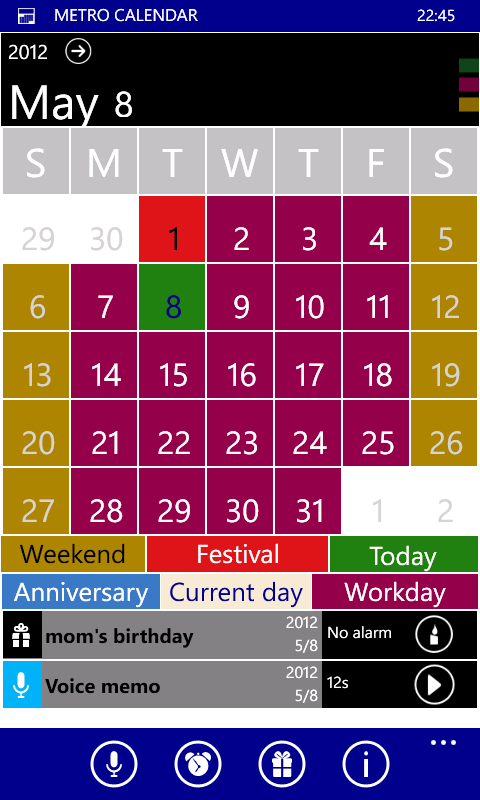 METRO CALENDAR 22:45
2012
May 8
S M T W T F S
29 30 1 2 3 4 5
6 7 8 9 10 11 12
13 14 15 16 17 18 19
20 21 22 23 24 25 26
27 28 29 30 31 1 2
Weekend Festival Today
Anniversary Current day Workday
mom's birthday 2012 5/8 No alarm
Voice memo 2012 5/8 12s